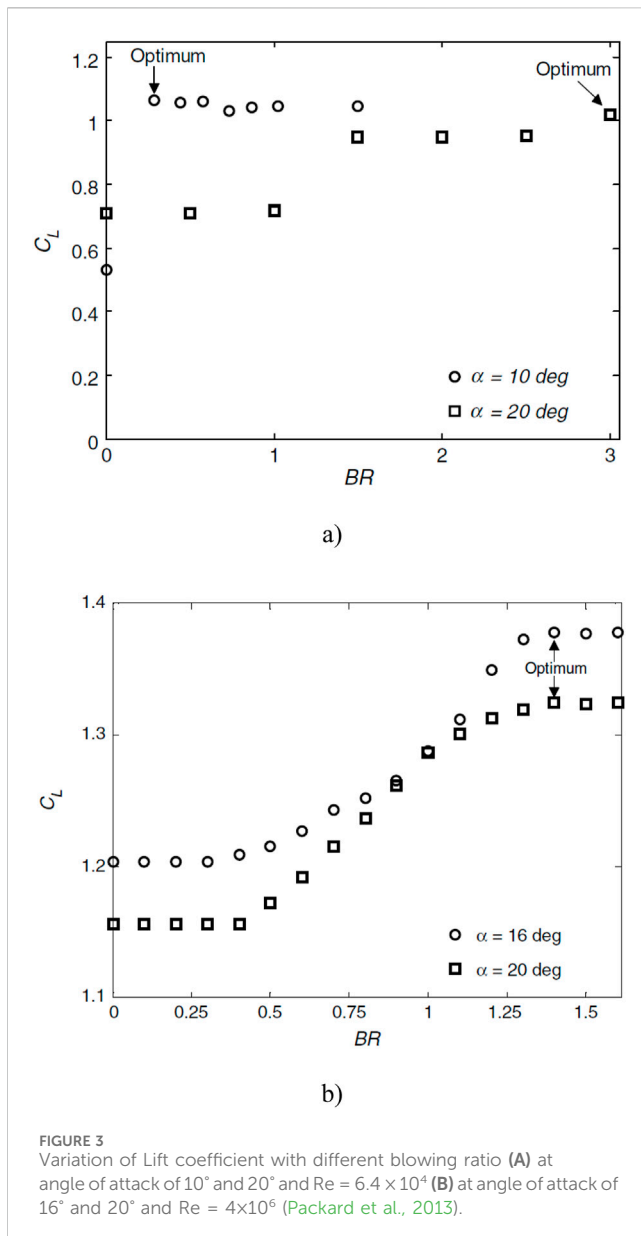 1.2
Optimum
Optimum
1
0.8
C_L
0.6
0.4
α = 10 deg
0.2
α = 20 deg
0
0 1 2 3
BR
a)
1.4
Optimum
1.3
C_L
1.2
α = 16 deg
α = 20 deg
1.1
0 0.25 0.5 0.75 1 1.25 1.5
BR
b)
FIGURE 3
Variation of Lift coefficient with different blowing ratio (A) at
angle of attack of 10° and 20° and Re = 6.4 × 10⁴ (B) at angle of attack of
16° and 20° and Re = 4×10⁶ (Packard et al., 2013).